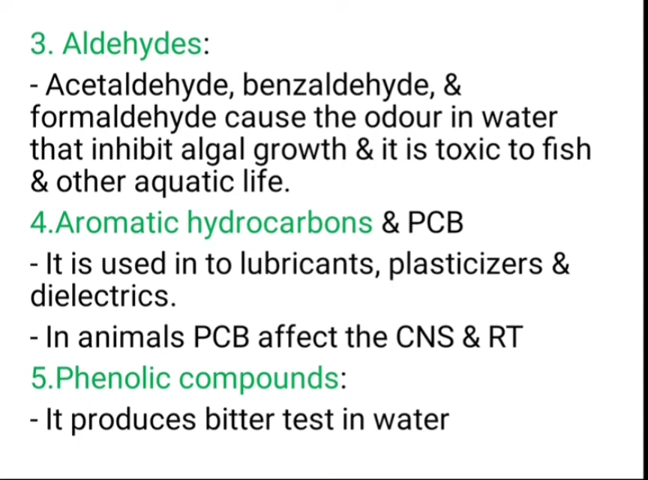 3. Aldehydes:
- Acetaldehyde, benzaldehyde, &
formaldehyde cause the odour in water
that inhibit algal growth & it is toxic to fish
& other aquatic life.
4.Aromatic hydrocarbons & PCB
- It is used in to lubricants, plasticizers &
dielectrics.
- In animals PCB affect the CNS & RT
5.Phenolic compounds:
- It produces bitter test in water